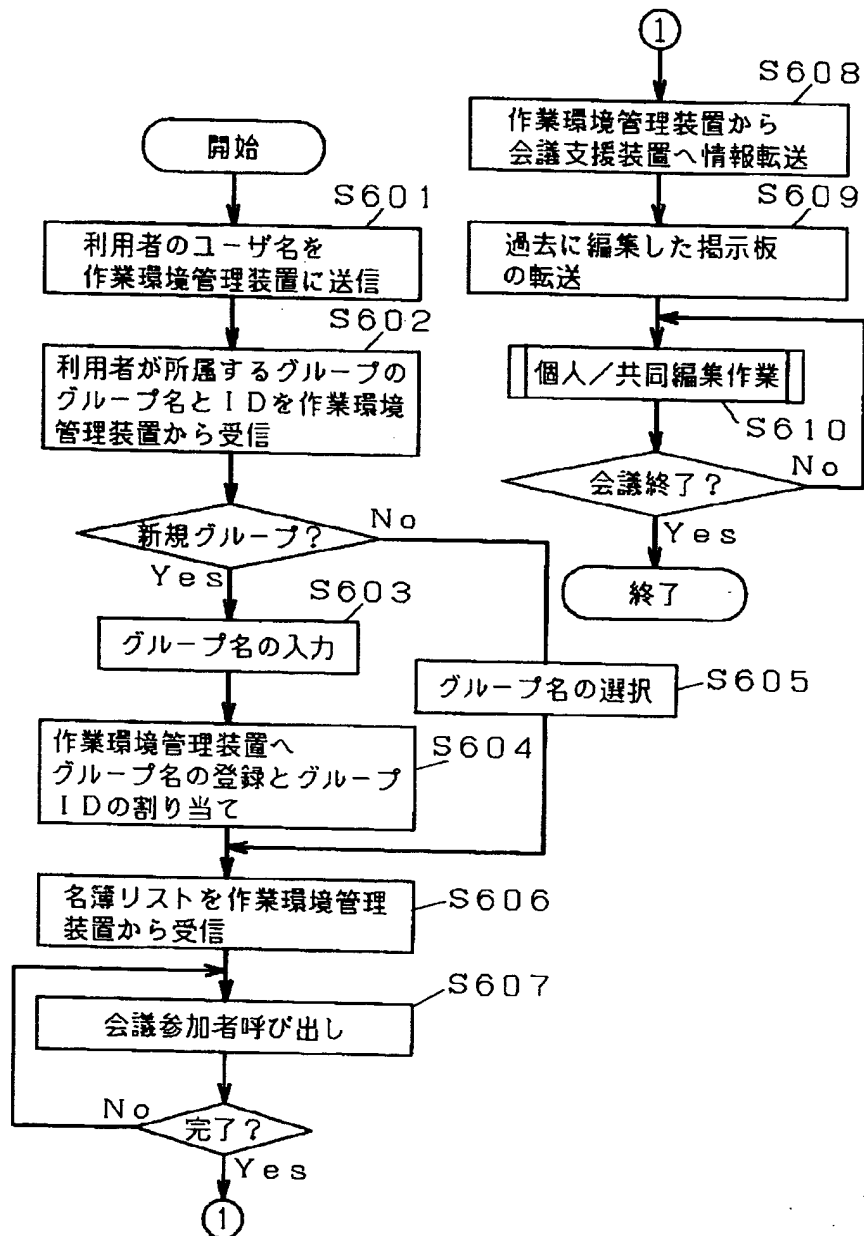 開始
S601
利用者のユーザ名を
作業環境管理装置に送信
S602
利用者が所属するグループの
グループ名とIDを作業環境
管理装置から受信
新規グループ?
No
Yes
S603
グループ名の入力
グループ名の選択
S605
作業環境管理装置へ
グループ名の登録とグループ
IDの割り当て
S604
名簿リストを作業環境管理
装置から受信
S606
S607
会議参加者呼び出し
No
完了?
Yes
①
①
S608
作業環境管理装置から
会議支援装置へ情報転送
S609
過去に編集した掲示板
の転送
個人/共同編集作業
S610
No
会議終了?
Yes
終了